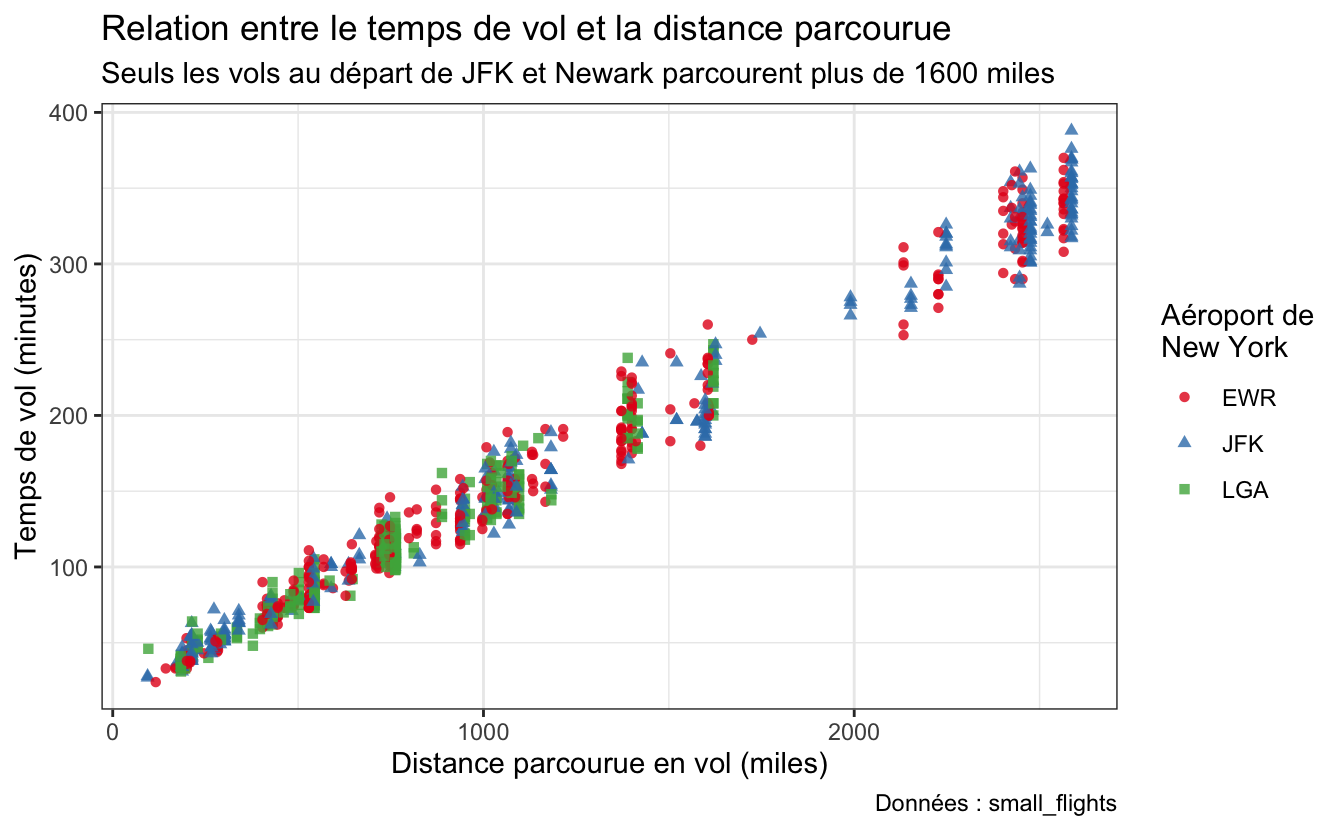 Relation entre le temps de vol et la distance parcourue
Seuls les vols au départ de JFK et Newark parcourent plus de 1600 miles
Temps de vol (minutes)
400
300
200
100
0
1000
2000
Distance parcourue en vol (miles)
Aéroport de
New York
EWR
JFK
LGA
Données : small_flights